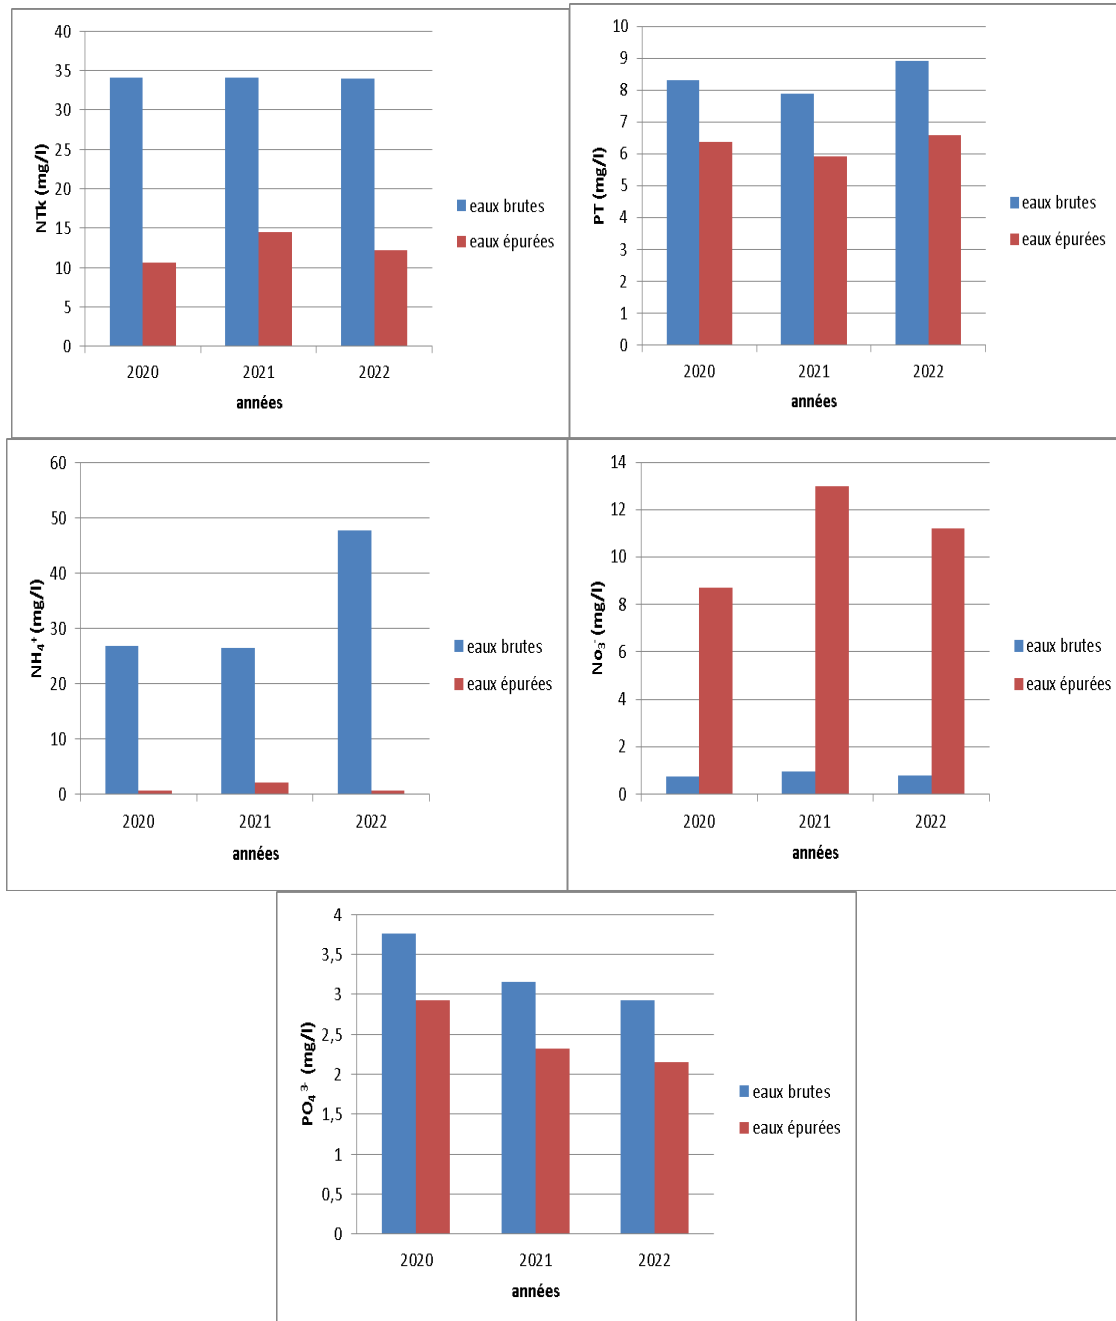 40
35
30
25
20
15
10
5
0
NTk (mg/l)
2020 2021 2022
années
eaux brutes
eaux épurées
10
9
8
7
6
5
4
3
2
1
0
PT (mg/l)
2020 2021 2022
années
eaux brutes
eaux épurées
60
50
40
30
20
10
0
NH₄⁺ (mg/l)
2020 2021 2022
années
eaux brutes
eaux épurées
14
12
10
8
6
4
2
0
No₃⁻ (mg/l)
2020 2021 2022
années
eaux brutes
eaux épurées
4
3,5
3
2,5
2
1,5
1
0,5
0
PO₄³⁻ (mg/l)
2020 2021 2022
années
eaux brutes
eaux épurées